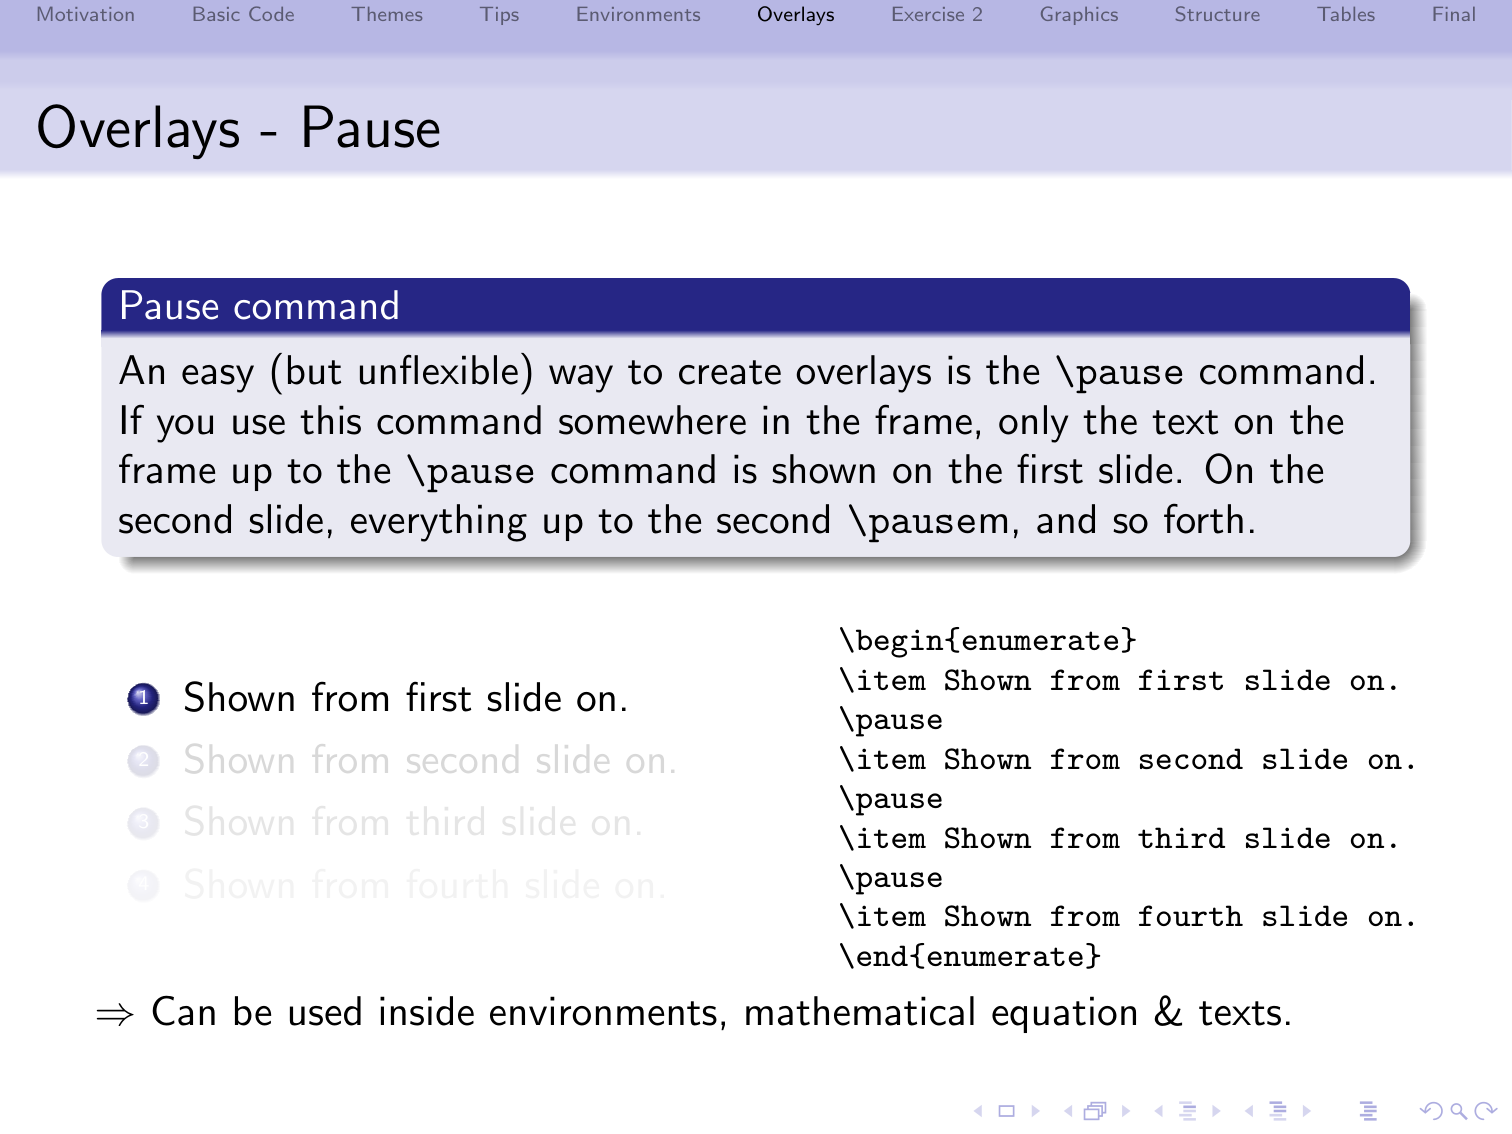 Motivation Basic Code Themes Tips Environments Overlays Exercise 2 Graphics Structure Tables Final
Overlays - Pause
Pause command
An easy (but unflexible) way to create overlays is the \pause command.
If you use this command somewhere in the frame, only the text on the
frame up to the \pause command is shown on the first slide. On the
second slide, everything up to the second \pausem, and so forth.
1 Shown from first slide on.
2 Shown from second slide on.
3 Shown from third slide on.
4 Shown from fourth slide on.
\begin{enumerate}
\item Shown from first slide on.
\pause
\item Shown from second slide on.
\pause
\item Shown from third slide on.
\pause
\item Shown from fourth slide on.
\end{enumerate}
⇒ Can be used inside environments, mathematical equation & texts.